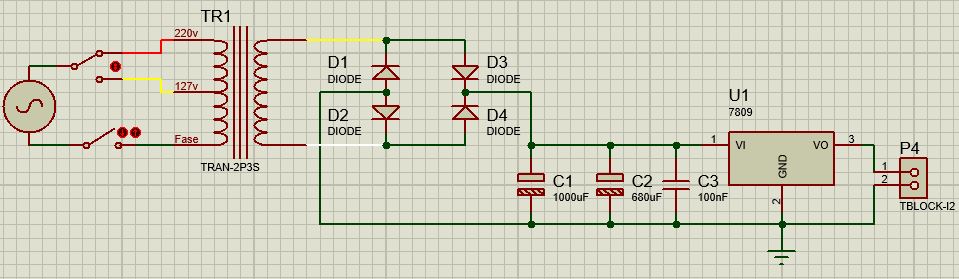 TR1
220v
127v
Fase
TRAN-2P3S
D1
DIODE
D2
DIODE
D3
DIODE
D4
DIODE
C1
1000uF
C2
680uF
C3
100nF
U1
7809
1
VI
VO
3
GND
2
P4
1
2
TBLOCK-I2